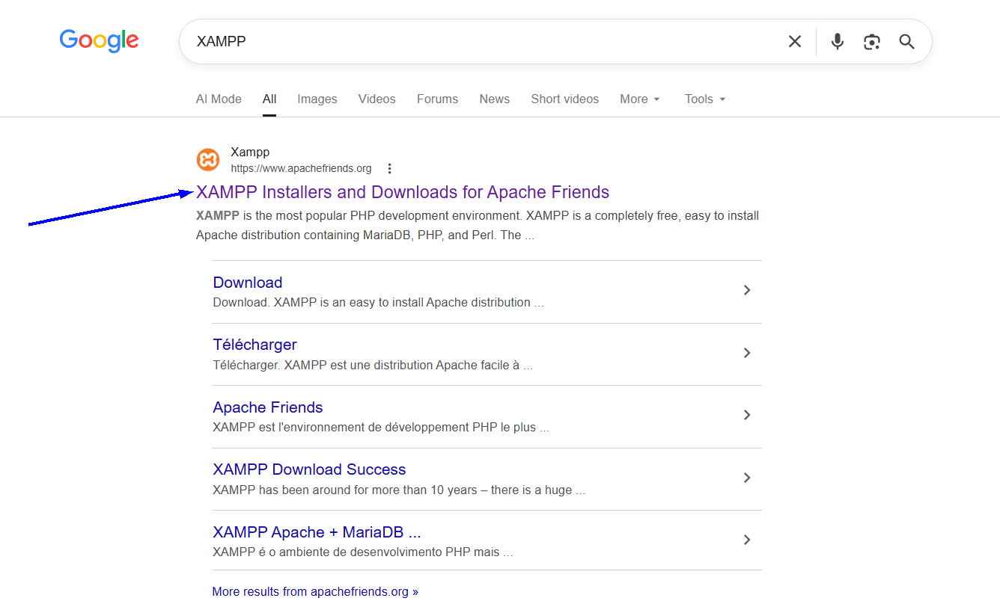 Google
XAMPP
AI Mode All Images Videos Forums News Short videos More Tools
Xampp
https://www.apachefriends.org
XAMPP Installers and Downloads for Apache Friends
XAMPP is the most popular PHP development environment. XAMPP is a completely free, easy to install
Apache distribution containing MariaDB, PHP, and Perl. The ...
Download
Download. XAMPP is an easy to install Apache distribution ...
Télécharger
Télécharger. XAMPP est une distribution Apache facile à ...
Apache Friends
XAMPP est l'environnement de développement PHP le plus ...
XAMPP Download Success
XAMPP has been around for more than 10 years – there is a huge ...
XAMPP Apache + MariaDB ...
XAMPP é o ambiente de desenvolvimento PHP mais ...
More results from apachefriends.org »